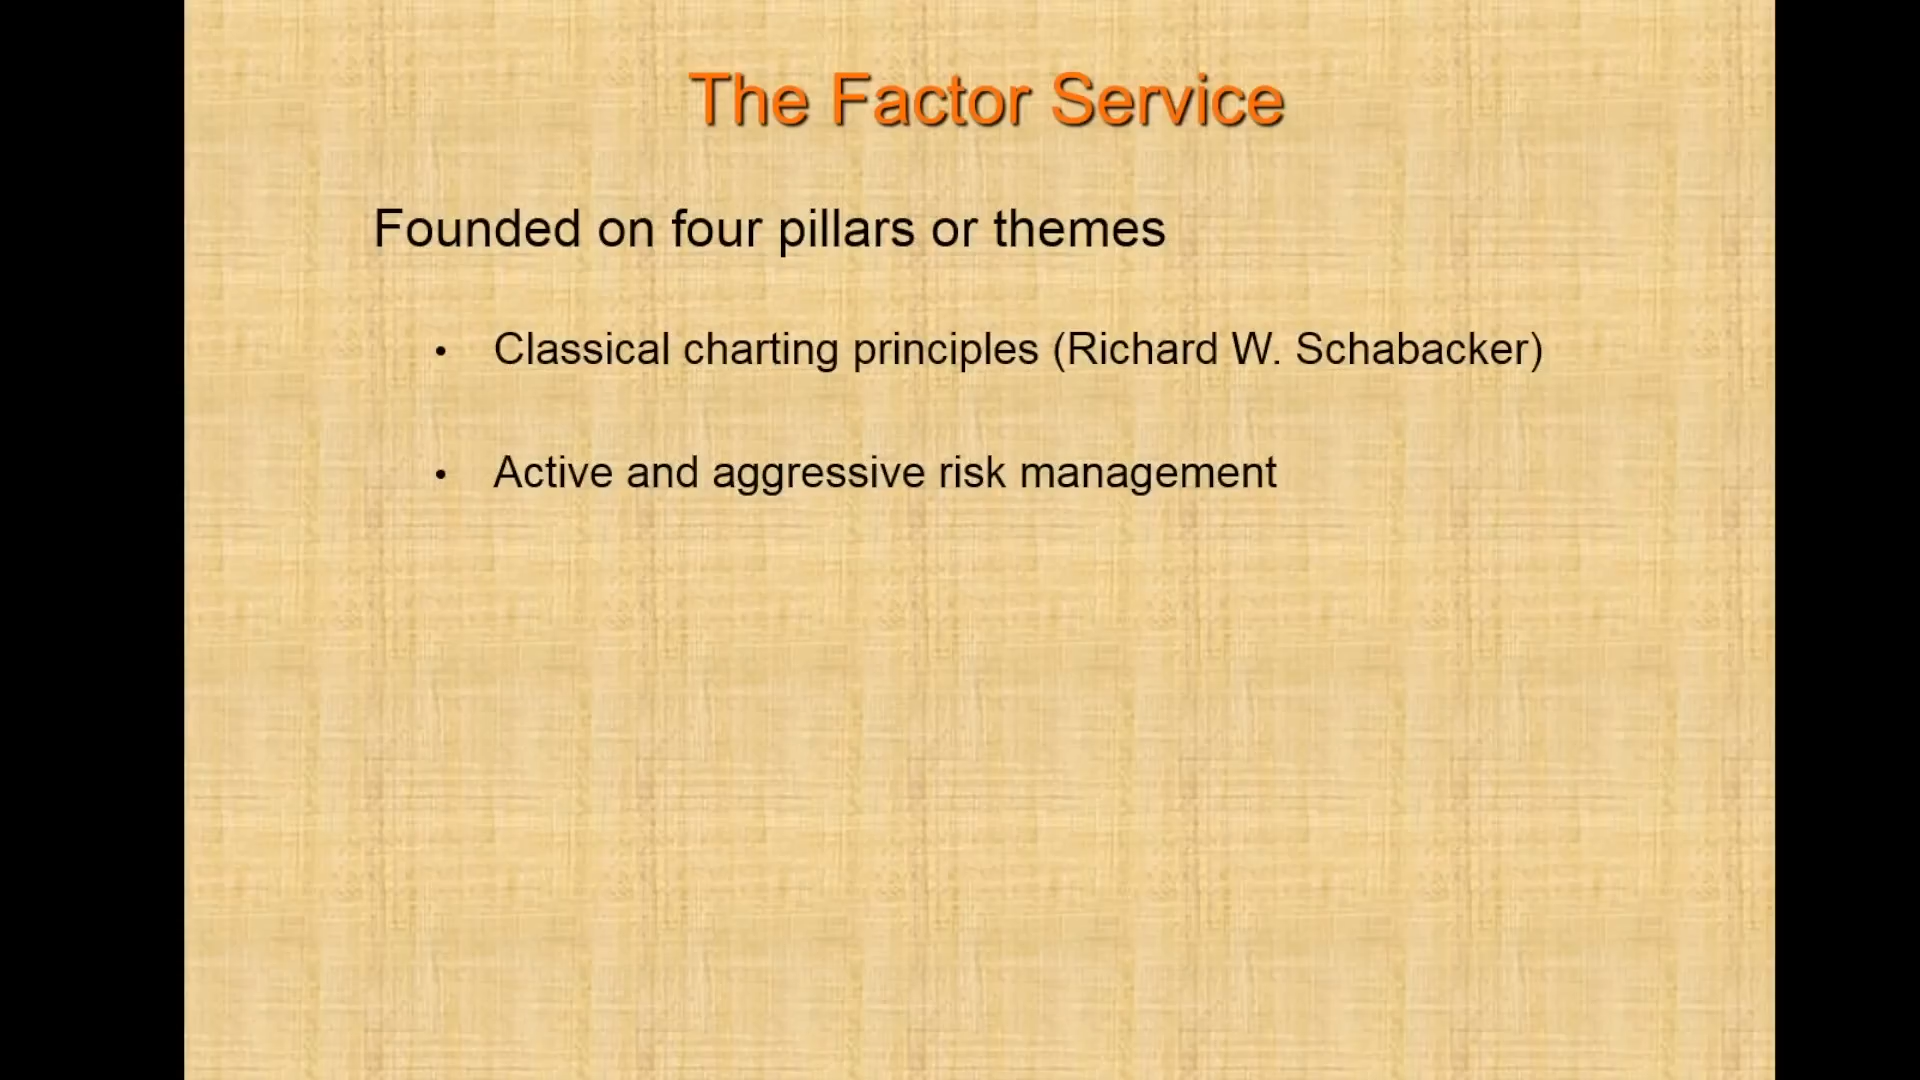 The Factor Service
Founded on four pillars or themes
• Classical charting principles (Richard W. Schabacker)
• Active and aggressive risk management